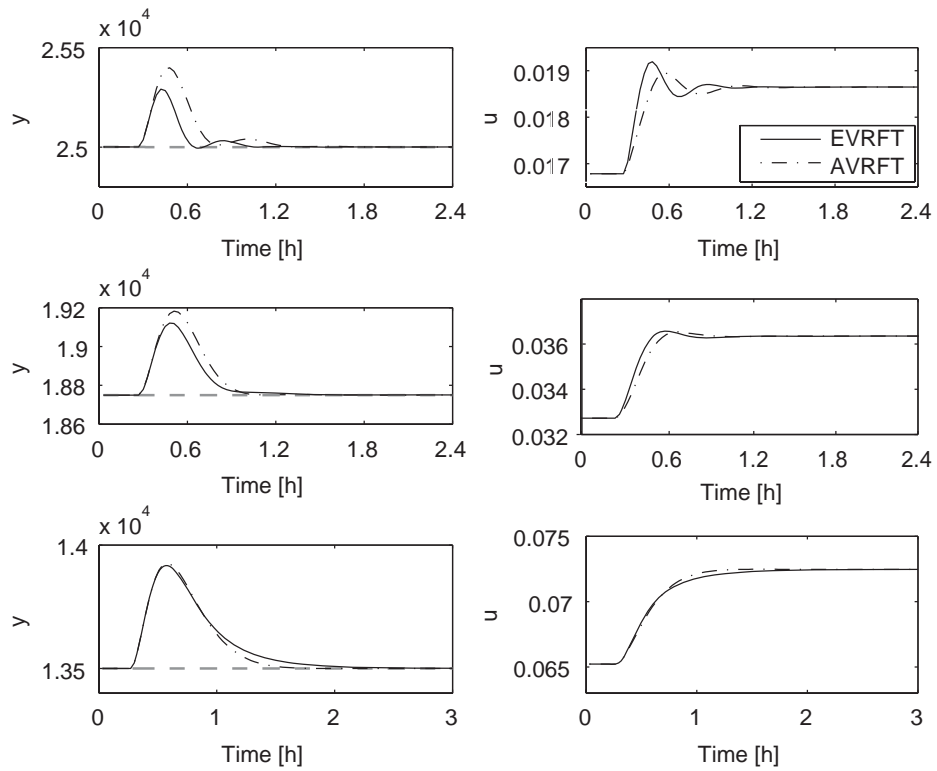 x 10^4
2.55
2.5
y
0 0.6 1.2 1.8 2.4
Time [h]
0.019
0.018
0.017
u
EVRFT
AVRFT
0 0.6 1.2 1.8 2.4
Time [h]
x 10^4
1.92
1.9
1.88
1.86
y
0 0.6 1.2 1.8 2.4
Time [h]
0.036
0.034
0.032
u
0 0.6 1.2 1.8 2.4
Time [h]
x 10^4
1.4
1.35
y
0 1 2 3
Time [h]
0.075
0.07
0.065
u
0 1 2 3
Time [h]